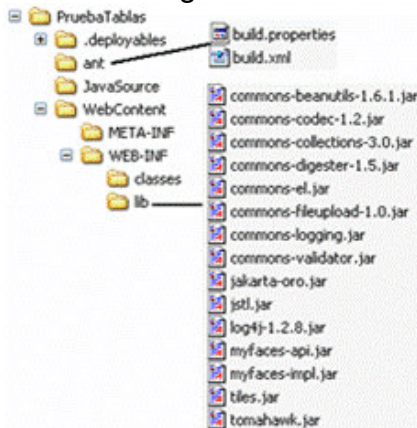 PruebaTablas
.deployables
ant
JavaSource
WebContent
META-INF
WEB-INF
classes
lib
build.properties
build.xml
commons-beanutils-1.6.1.jar
commons-codec-1.2.jar
commons-collections-3.0.jar
commons-digester-1.5.jar
commons-el.jar
commons-fileupload-1.0.jar
commons-logging.jar
commons-validator.jar
jakarta-oro.jar
jstl.jar
log4j-1.2.8.jar
myfaces-api.jar
myfaces-impl.jar
tiles.jar
tomahawk.jar